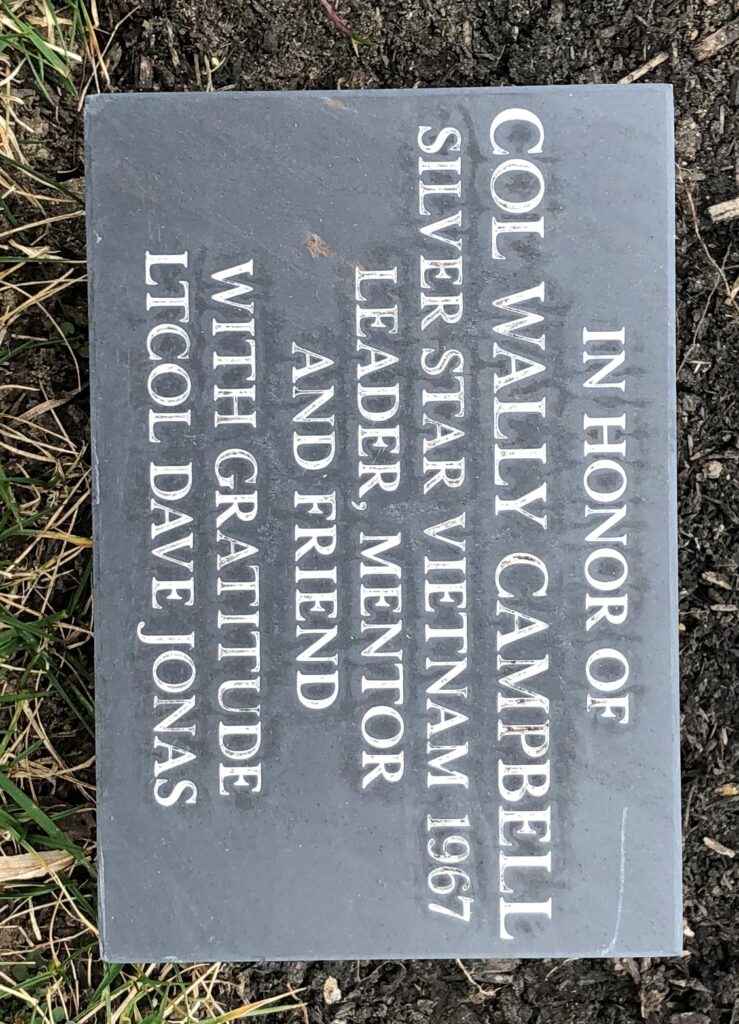 IN HONOR OF
COL WALLY CAMPBELL
SILVER STAR VIETNAM 1967
LEADER, MENTOR
AND FRIEND
WITH GRATITUDE
LTCOL DAVE JONAS